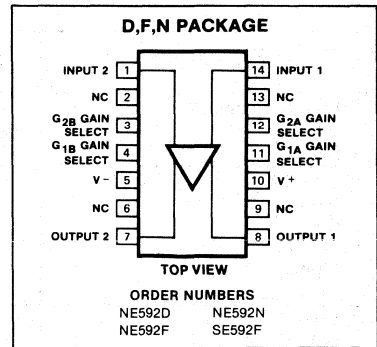 D,F,N PACKAGE
INPUT 2 1 14 INPUT 1
NC 2 13 NC
G2B GAIN SELECT 3 12 G2A GAIN SELECT
G1B GAIN SELECT 4 11 G1A GAIN SELECT
V- 5 10 V+
NC 6 9 NC
OUTPUT 2 7 8 OUTPUT 1
TOP VIEW
ORDER NUMBERS
NE592D NE592N
NE592F SE592F